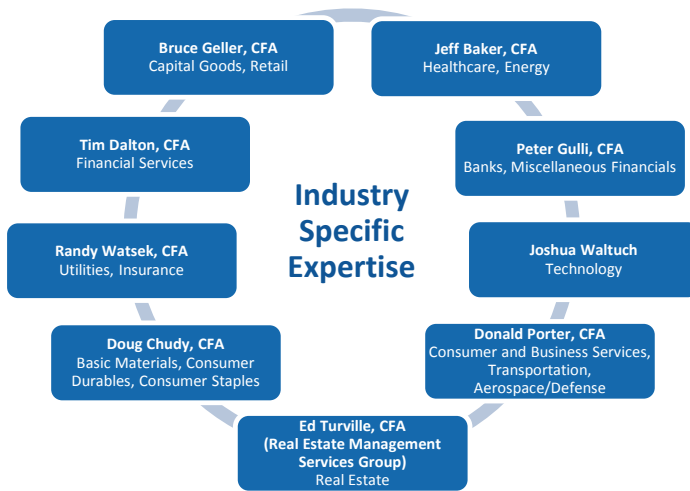 Bruce Geller, CFA
Capital Goods, Retail
Jeff Baker, CFA
Healthcare, Energy
Tim Dalton, CFA
Financial Services
Peter Gulli, CFA
Banks, Miscellaneous Financials
Industry
Specific
Expertise
Randy Watsek, CFA
Utilities, Insurance
Joshua Waltuch
Technology
Doug Chudy, CFA
Basic Materials, Consumer
Durables, Consumer Staples
Donald Porter, CFA
Consumer and Business Services,
Transportation,
Aerospace/Defense
Ed Turville, CFA
(Real Estate Management
Services Group)
Real Estate